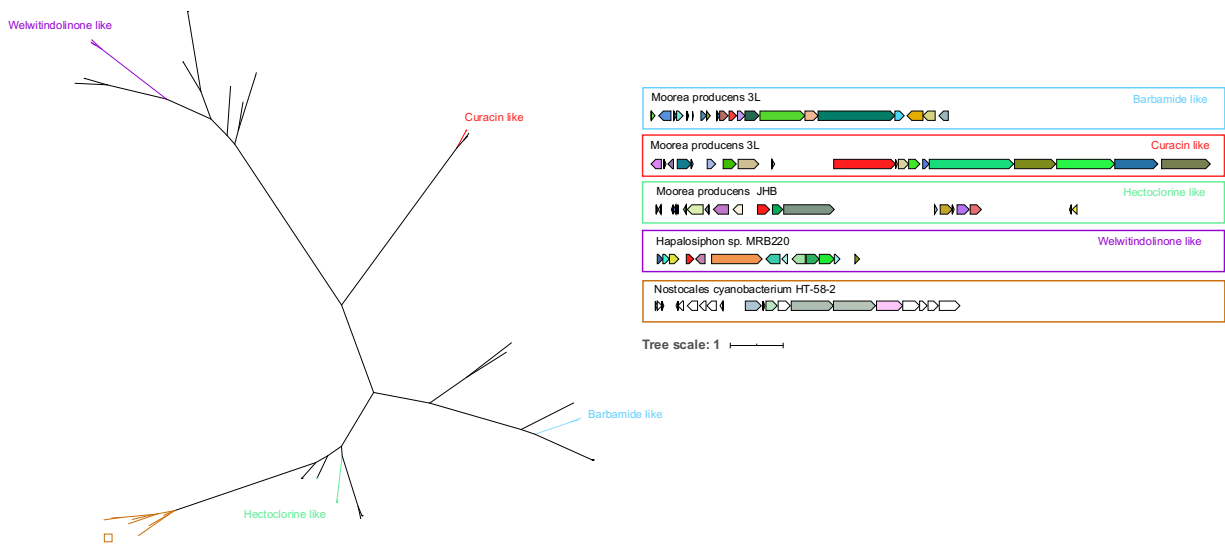 Welwitindolinone like
Curacin like
Barbamide like
Hectoclorine like
Moorea producens 3L
Barbamide like
Moorea producens 3L
Curacin like
Moorea producens JHB
Hectoclorine like
Hapalosiphon sp. MRB220
Welwitindolinone like
Nostocales cyanobacterium HT-58-2
Tree scale: 1